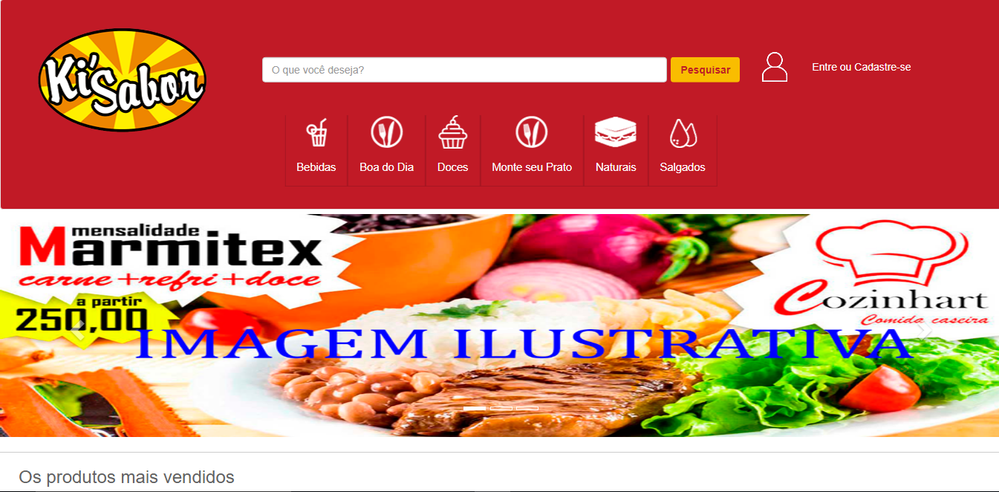 Ki'Sabor
O que você deseja?
Pesquisar
Entre ou Cadastre-se
Bebidas
Boa do Dia
Doces
Monte seu Prato
Naturais
Salgados
mensalidade
Marmitex
carne+refri+doce
a partir
250,00
Cozinhart
Comida caseira
IMAGEM ILUSTRATIVA
Os produtos mais vendidos